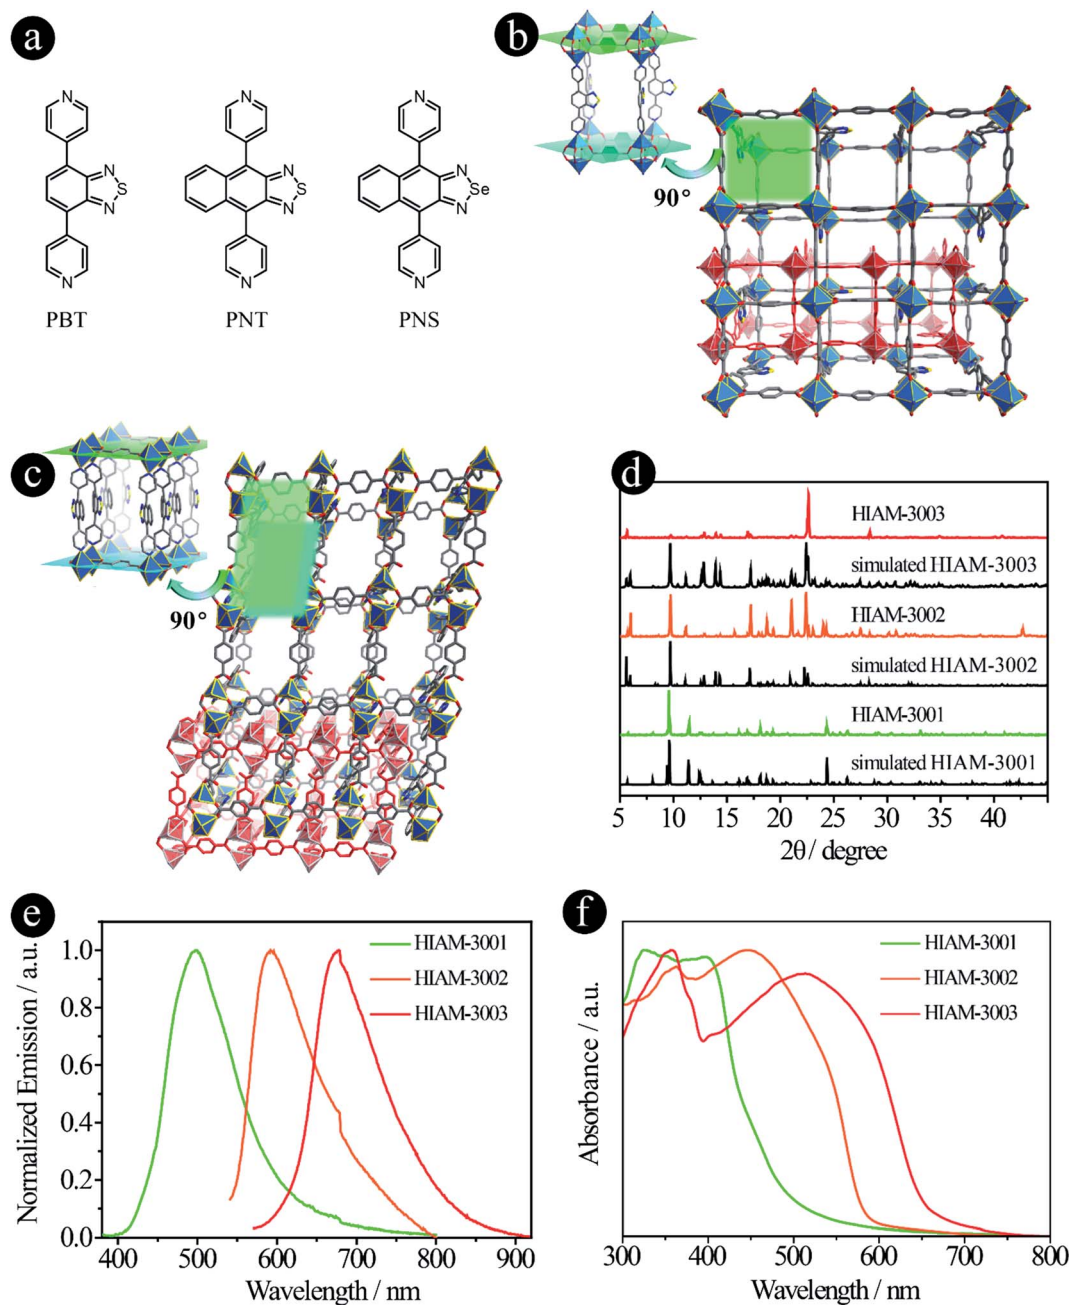 a
N
N
S
N
N
PBT
N
N
S
N
N
PNT
N
N
Se
N
N
PNS
b
90°
c
90°
d
HIAM-3003
simulated HIAM-3003
HIAM-3002
simulated HIAM-3002
HIAM-3001
simulated HIAM-3001
5 10 15 20 25 30 35 40
2θ / degree
e
Normalized Emission / a.u.
1.0
0.8
0.6
0.4
0.2
0.0
HIAM-3001
HIAM-3002
HIAM-3003
400 500 600 700 800 900
Wavelength / nm
f
Absorbance / a.u.
HIAM-3001
HIAM-3002
HIAM-3003
300 400 500 600 700 800
Wavelength / nm